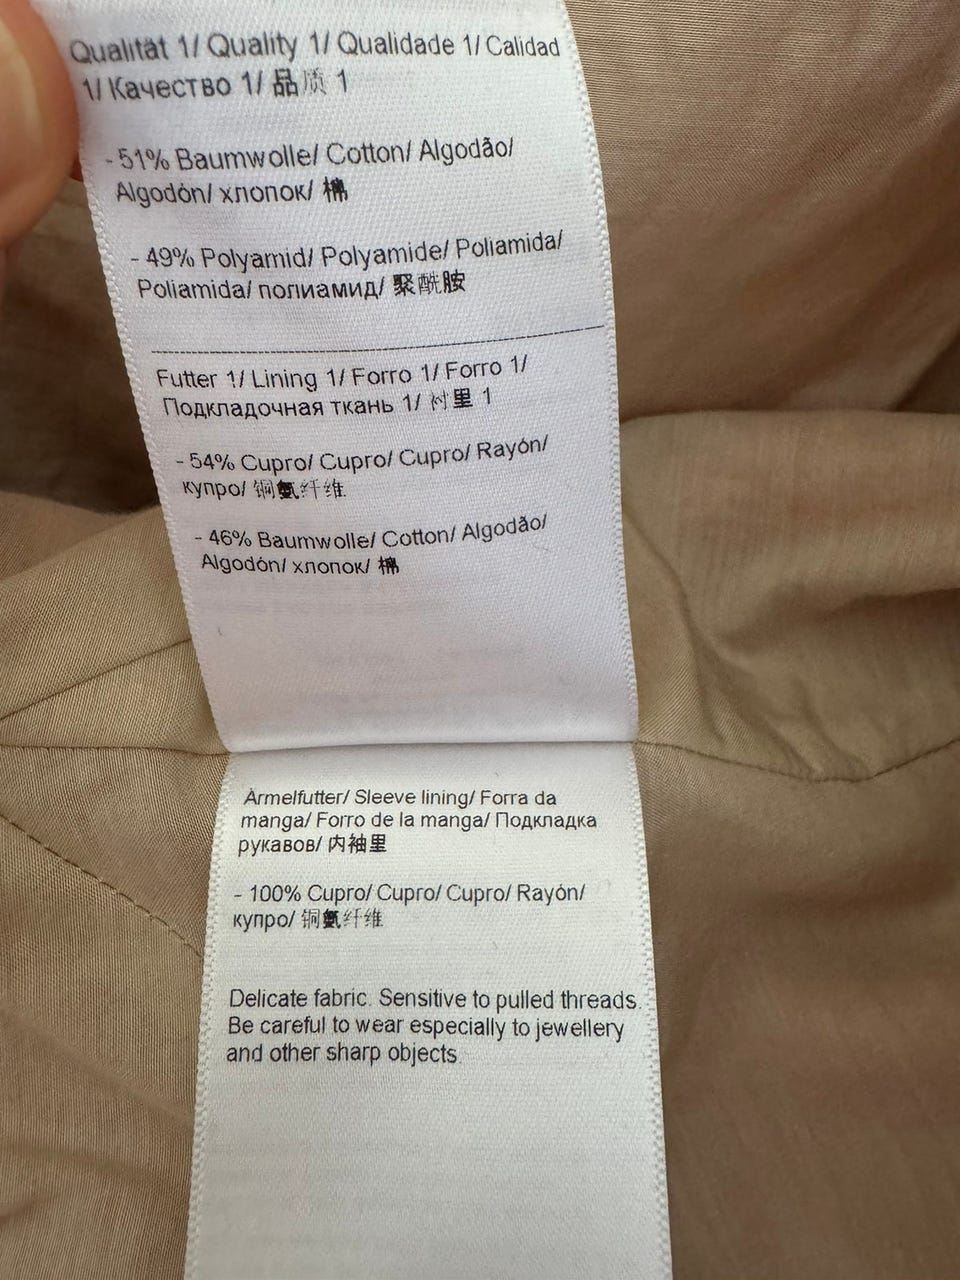 Qualität 1/ Quality 1/ Qualidade 1/ Calidad
1/ Качество 1/ 品质 1
- 51% Baumwolle/ Cotton/ Algodão/
Algodón/ хлопок/ 棉
- 49% Polyamid/ Polyamide/ Poliamida/
Poliamida/ полиамид/ 聚酰胺
Futter 1/ Lining 1/ Forro 1/ Forro 1/
Подкладочная ткань 1/ 衬里 1
- 54% Cupro/ Cupro/ Cupro/ Rayón/
купро/ 铜氨纤维
- 46% Baumwolle/ Cotton/ Algodão/
Algodón/ хлопок/ 棉
Ärmelfutter/ Sleeve lining/ Forra da
manga/ Forro de la manga/ Подкладка
рукавов/ 内袖里
- 100% Cupro/ Cupro/ Cupro/ Rayón/
купро/ 铜氨纤维
Delicate fabric. Sensitive to pulled threads.
Be careful to wear especially to jewellery
and other sharp objects.